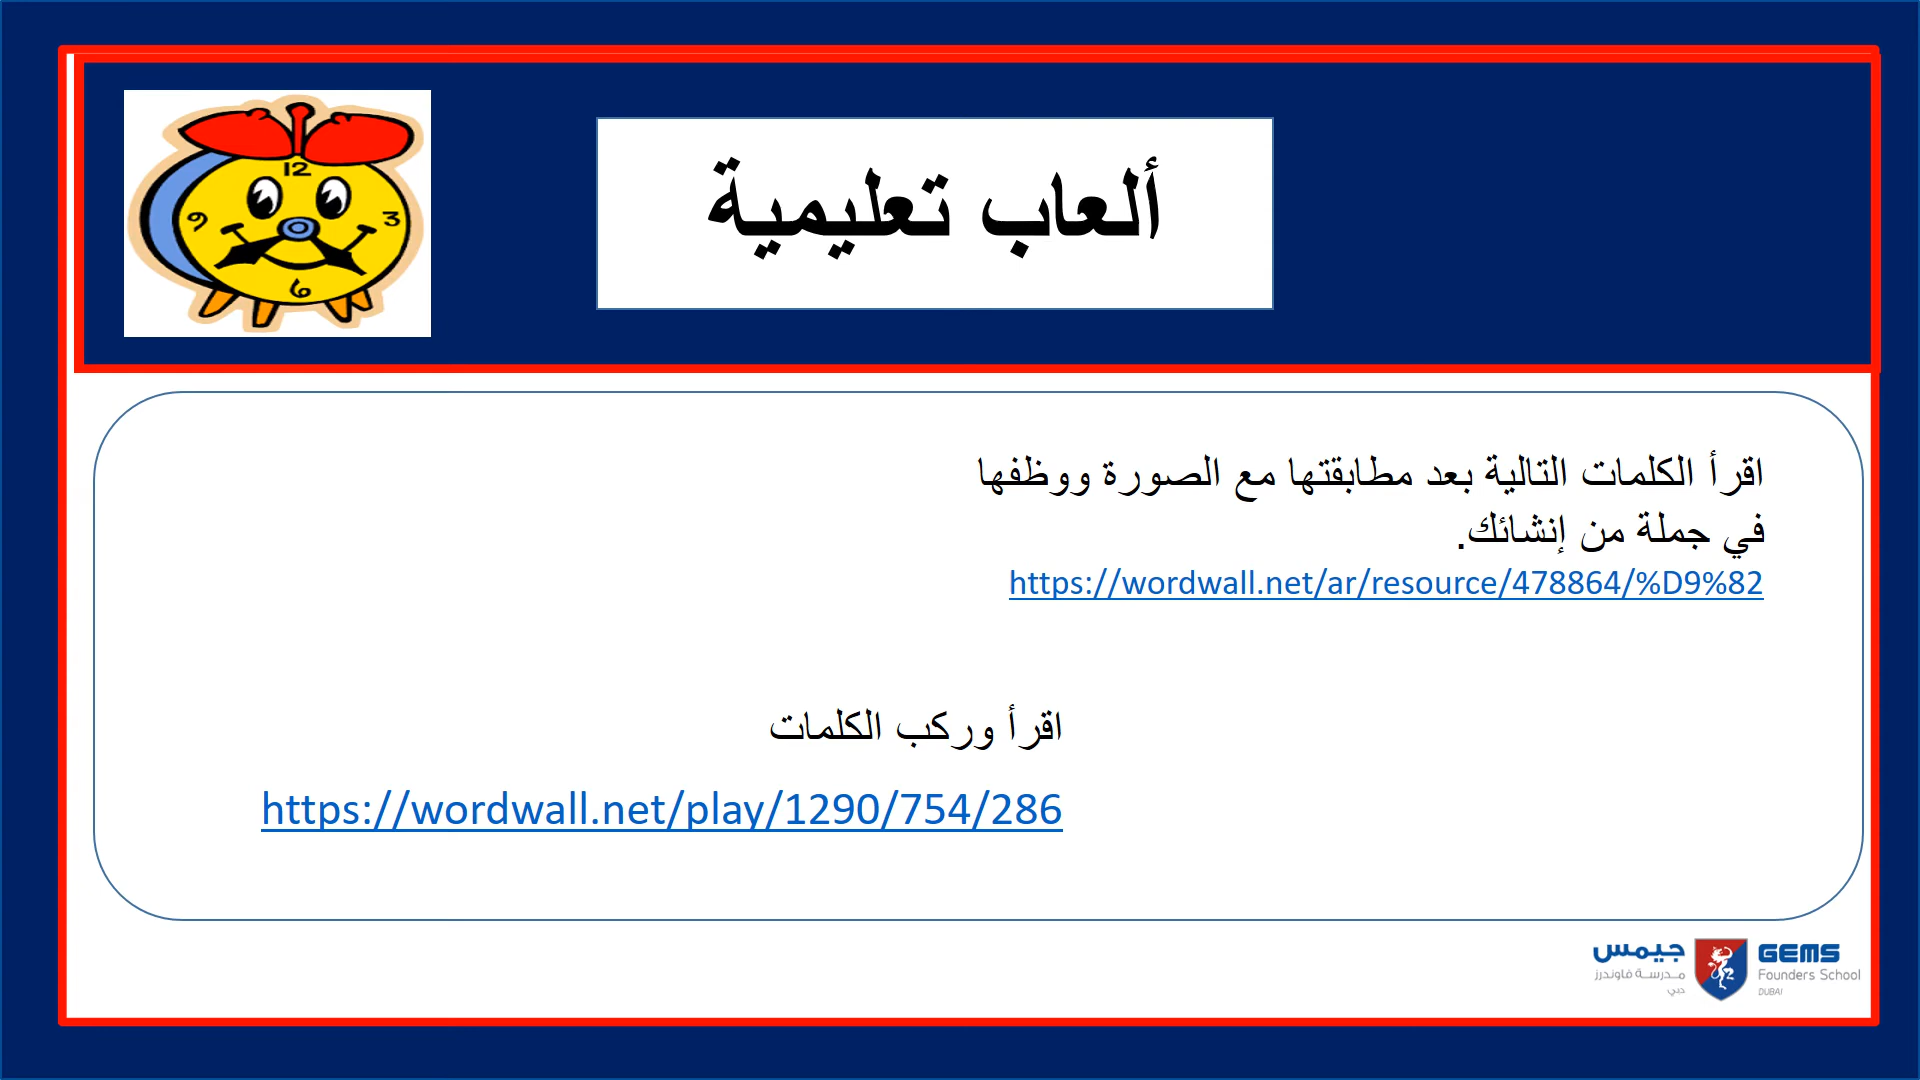 ألعاب تعليمية
12
9
3
6
اقرأ الكلمات التالية بعد مطابقتها مع الصورة ووظفها
في جملة من إنشائك.
https://wordwall.net/ar/resource/478864/%D9%82
اقرأ وركب الكلمات
https://wordwall.net/play/1290/754/286
جيمس
مدرسة فاوندرز
دبي
GEMS
Founders School
DUBAI